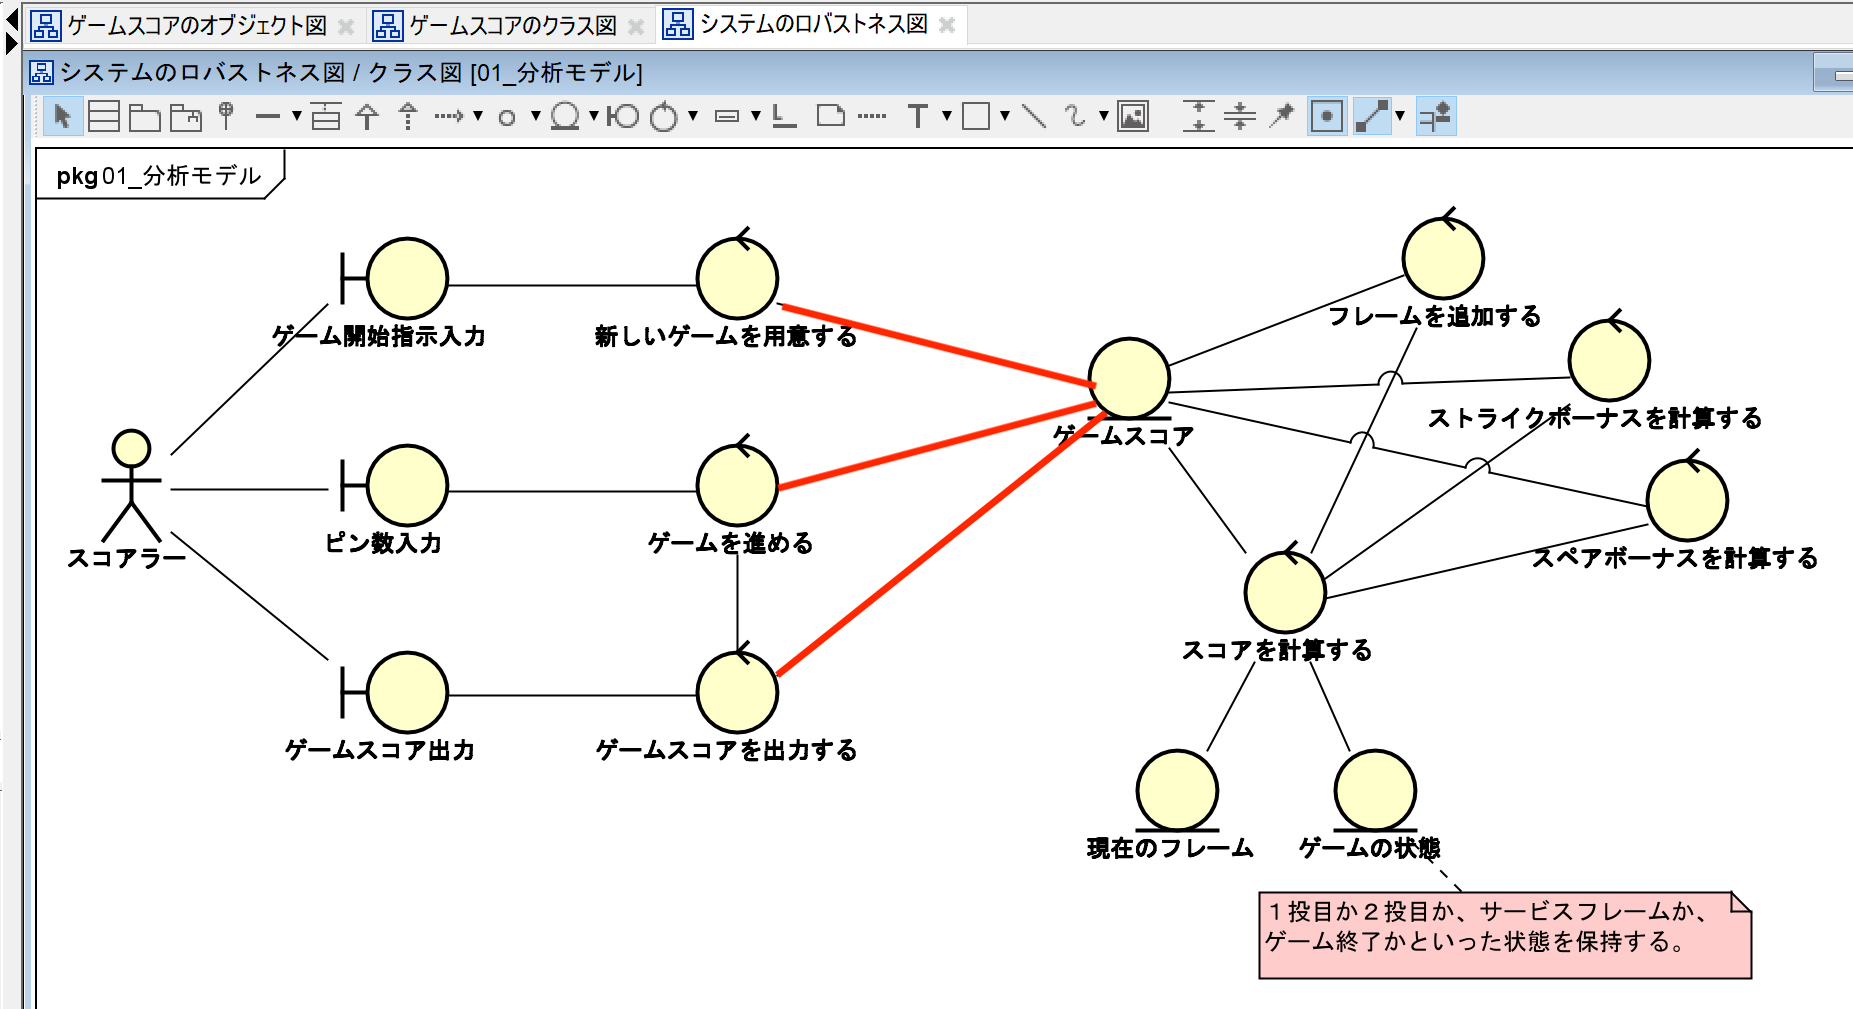 ゲームスコアのオブジェクト図
ゲームスコアのクラス図
システムのロバストネス図
システムのロバストネス図 / クラス図 [01_分析モデル]
pkg 01_分析モデル
ゲーム開始指示入力
新しいゲームを用意する
フレームを追加する
ストライクボーナスを計算する
ゲームスコア
スコアラー
ピン数入力
ゲームを進める
スペアボーナスを計算する
スコアを計算する
ゲームスコア出力
ゲームスコアを出力する
現在のフレーム
ゲームの状態
１投目か２投目か、サービスフレームか、
ゲーム終了かといった状態を保持する。